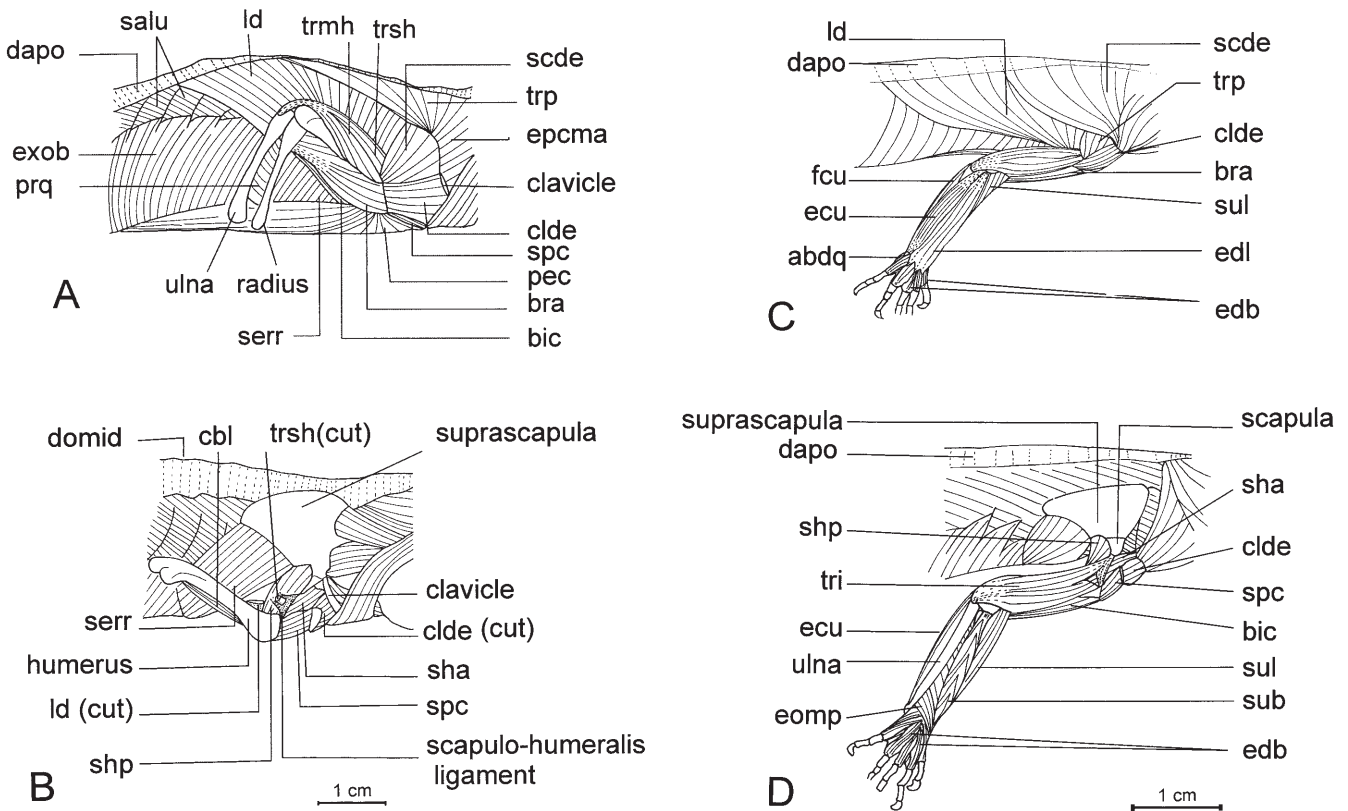 salu
ld
trmh
trsh
dapo
scde
trp
epcma
exob
prq
clavicle
clde
spc
pec
bra
bic
ulna
radius
serr
A
ld
dapo
scde
trp
clde
bra
sul
fcu
ecu
edl
abdq
edb
C
domid
cbl
trsh(cut)
suprascapula
clavicle
clde (cut)
serr
humerus
sha
ld (cut)
spc
shp
scapulo-humeralis
ligament
B
1 cm
suprascapula
scapula
dapo
sha
shp
clde
tri
spc
ecu
bic
ulna
sul
sub
eomp
edb
D
1 cm